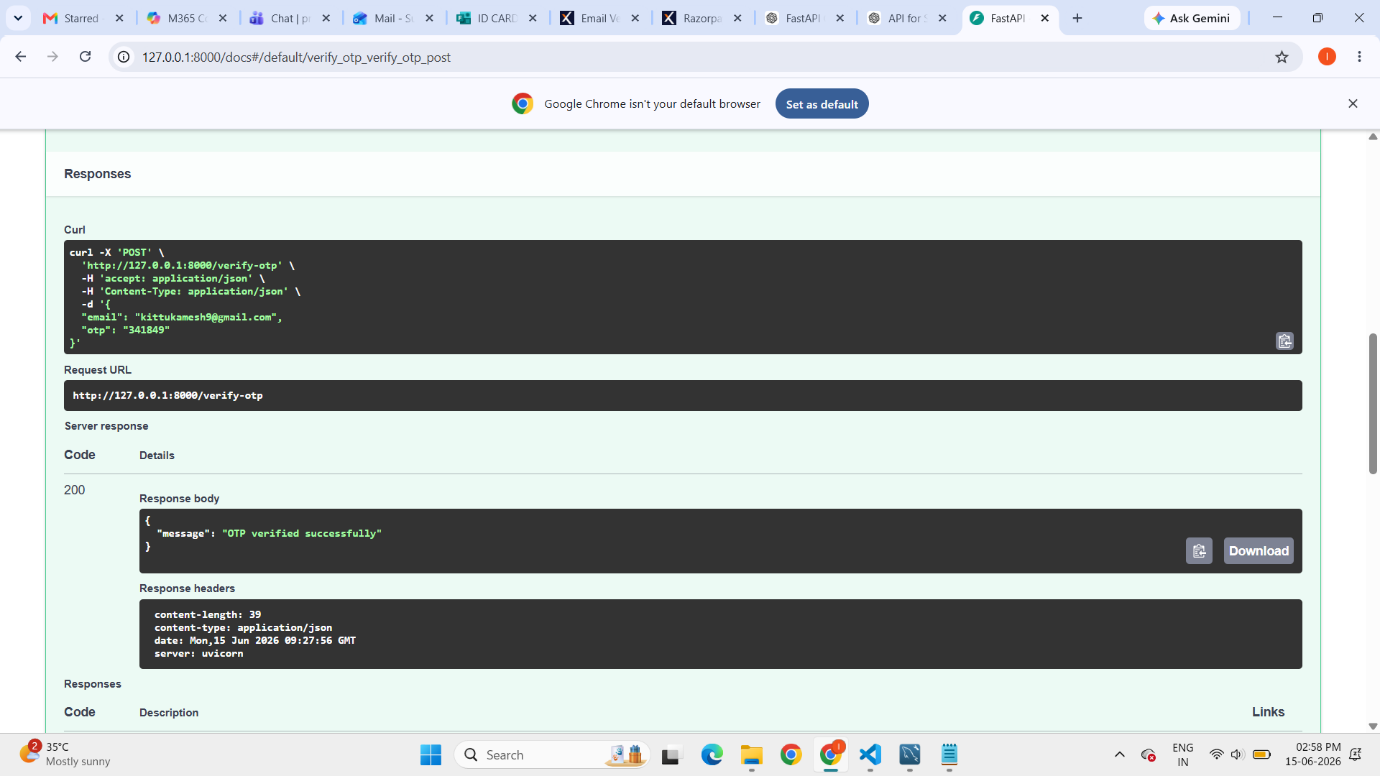 Starred
M365 C
Chat | p
Mail - S
ID CARD
Email Ve
Razorpa
FastAPI
API for S
FastAPI
Ask Gemini
127.0.0.1:8000/docs#/default/verify_otp_verify_otp_post
I
Google Chrome isn't your default browser
Set as default
Responses
Curl
curl -X 'POST' \
'http://127.0.0.1:8000/verify-otp' \
-H 'accept: application/json' \
-H 'Content-Type: application/json' \
-d '{
"email": "kittukamesh9@gmail.com",
"otp": "341849"
}'
Request URL
http://127.0.0.1:8000/verify-otp
Server response
Code Details
200
Response body
{
"message": "OTP verified successfully"
}
Download
Response headers
content-length: 39
content-type: application/json
date: Mon,15 Jun 2026 09:27:56 GMT
server: uvicorn
Responses
Code Description Links
2
35°C
Mostly sunny
Search
ENG
IN
02:58 PM
15-06-2026